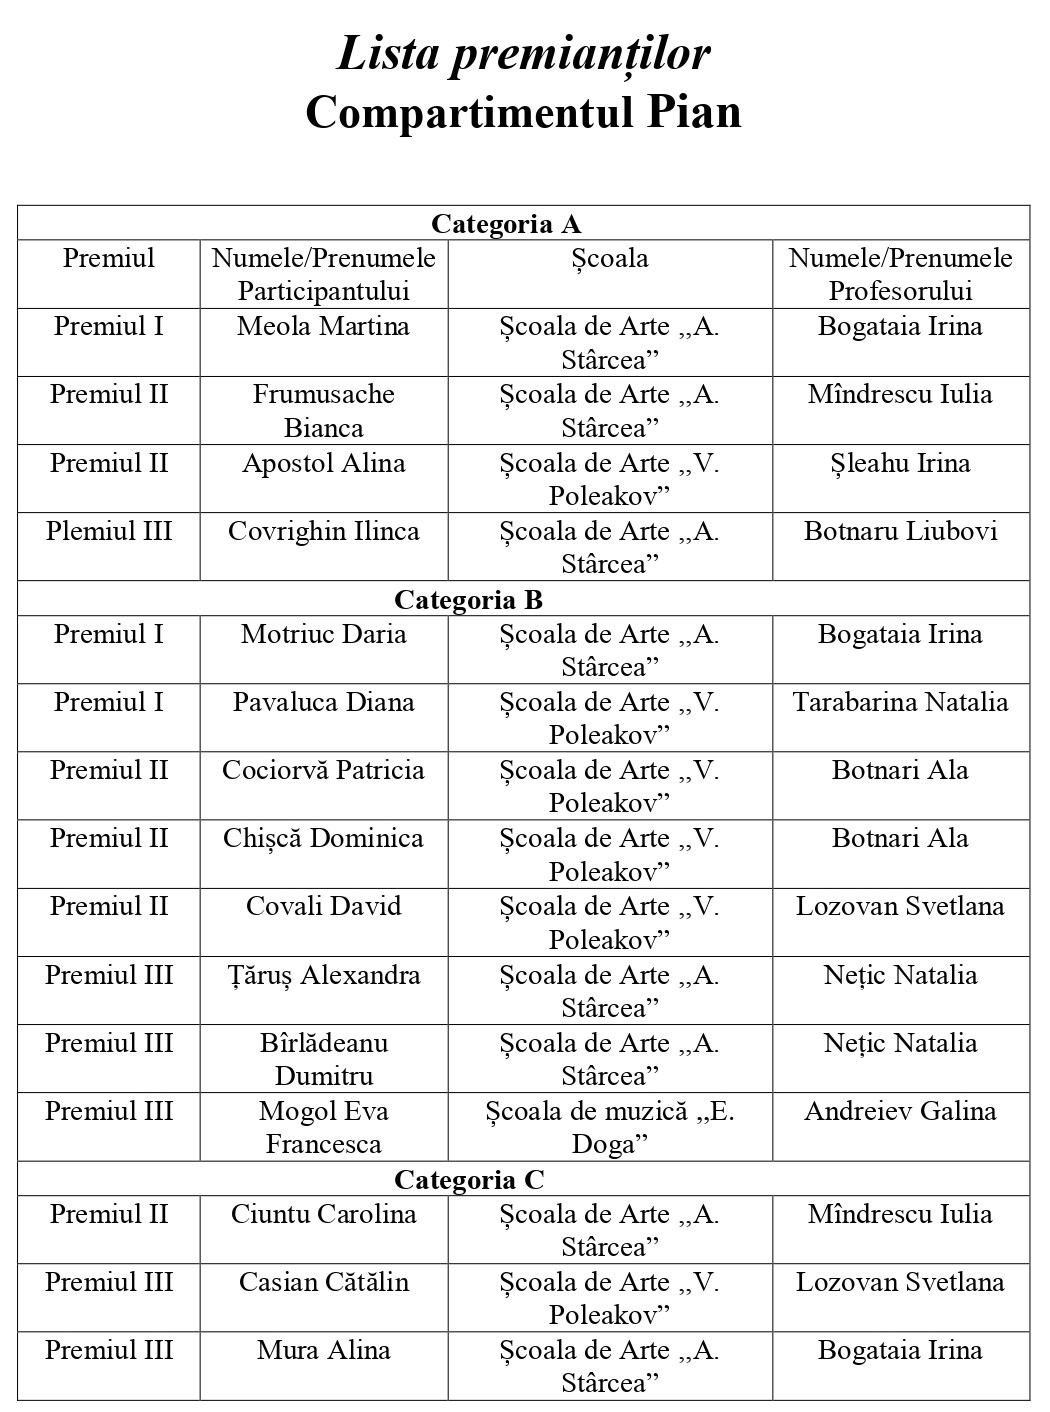 Lista premianților
Compartimentul Pian
Categoria A
Premiul Numele/Prenumele Școala Numele/Prenumele
Participantului Profesorului
Premiul I Meola Martina Școala de Arte ,,A. Bogataia Irina
Stârcea”
Premiul II Frumusache Școala de Arte ,,A. Mîndrescu Iulia
Bianca Stârcea”
Premiul II Apostol Alina Școala de Arte ,,V. Șleahu Irina
Poleakov”
Plemiul III Covrighin Ilinca Școala de Arte ,,A. Botnaru Liubovi
Stârcea”
Categoria B
Premiul I Motriuc Daria Școala de Arte ,,A. Bogataia Irina
Stârcea”
Premiul I Pavaluca Diana Școala de Arte ,,V. Tarabarina Natalia
Poleakov”
Premiul II Cociorvă Patricia Școala de Arte ,,V. Botnari Ala
Poleakov”
Premiul II Chișcă Dominica Școala de Arte ,,V. Botnari Ala
Poleakov”
Premiul II Covali David Școala de Arte ,,V. Lozovan Svetlana
Poleakov”
Premiul III Țăruș Alexandra Școala de Arte ,,A. Nețic Natalia
Stârcea”
Premiul III Bîrlădeanu Școala de Arte ,,A. Nețic Natalia
Dumitru Stârcea”
Premiul III Mogol Eva Școala de muzică ,,E. Andreiev Galina
Francesca Doga”
Categoria C
Premiul II Ciuntu Carolina Școala de Arte ,,A. Mîndrescu Iulia
Stârcea”
Premiul III Casian Cătălin Școala de Arte ,,V. Lozovan Svetlana
Poleakov”
Premiul III Mura Alina Școala de Arte ,,A. Bogataia Irina
Stârcea”